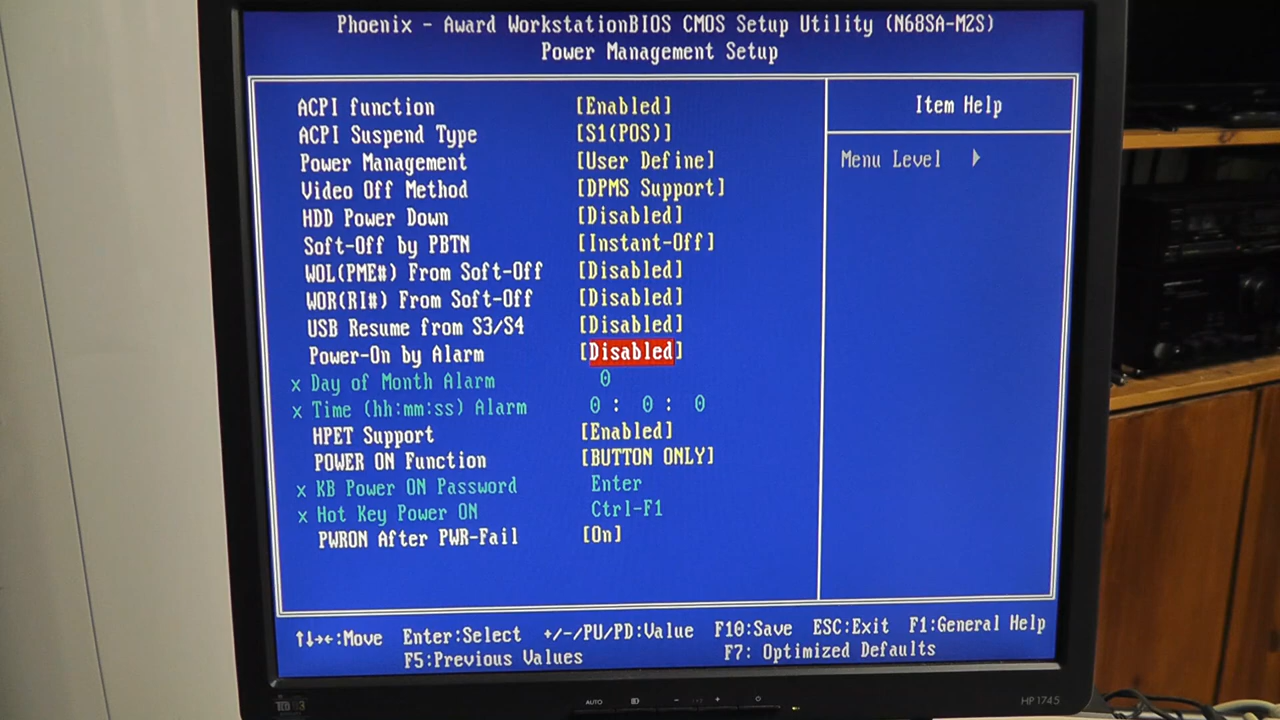 Phoenix - Award WorkstationBIOS CMOS Setup Utility (N68SA-M2S)
Power Management Setup
ACPI function [Enabled]
ACPI Suspend Type [S1(POS)]
Power Management [User Define]
Video Off Method [DPMS Support]
HDD Power Down [Disabled]
Soft-Off by PBTN [Instant-Off]
WOL(PME#) From Soft-Off [Disabled]
WOR(RI#) From Soft-Off [Disabled]
USB Resume from S3/S4 [Disabled]
Power-On by Alarm [Disabled]
x Day of Month Alarm 0
x Time (hh:mm:ss) Alarm 0 : 0 : 0
HPET Support [Enabled]
POWER ON Function [BUTTON ONLY]
x KB Power ON Password Enter
x Hot Key Power ON Ctrl-F1
PWRON After PWR-Fail [On]
Item Help
Menu Level ►
↑↓→←:Move Enter:Select +/-/PU/PD:Value F10:Save ESC:Exit F1:General Help
F5:Previous Values F7: Optimized Defaults
AUTO - +
HP 1745